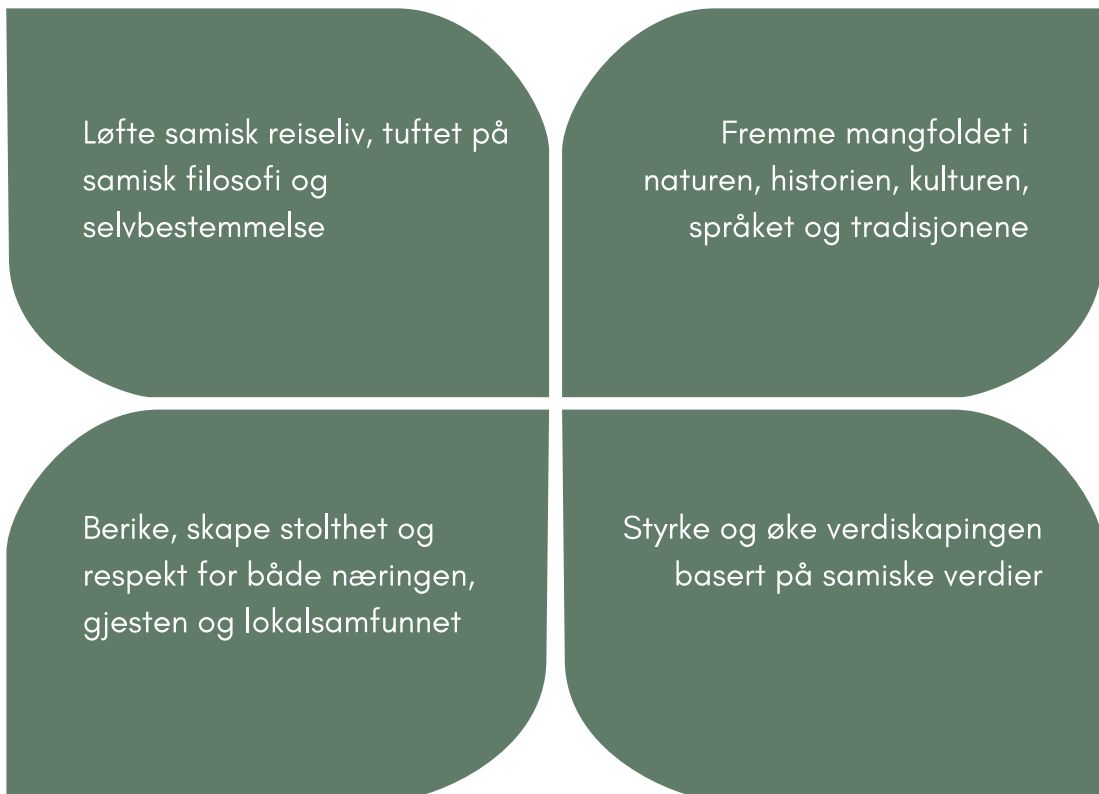 Løfte samisk reiseliv, tuftet på
samisk filosofi og
selvbestemmelse
Fremme mangfoldet i
naturen, historien, kulturen,
språket og tradisjonene
Berike, skape stolthet og
respekt for både næringen,
gjesten og lokalsamfunnet
Styrke og øke verdiskapingen
basert på samiske verdier